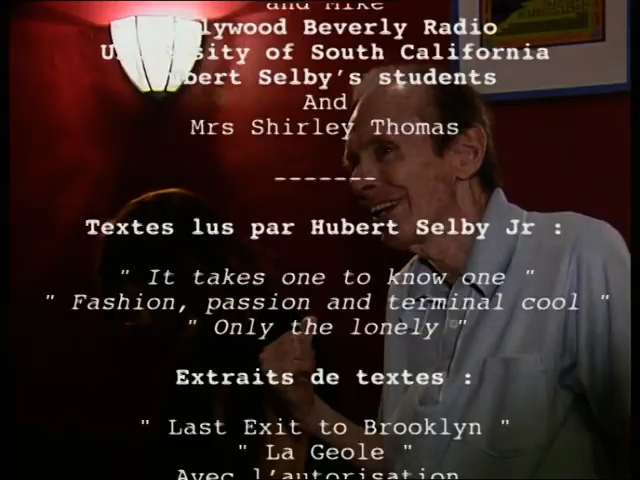 and Mike
lywood Beverly Radio
University of South California
Hubert Selby's students
And
Mrs Shirley Thomas
-------
Textes lus par Hubert Selby Jr :
" It takes one to know one "
" Fashion, passion and terminal cool "
" Only the lonely "
Extraits de textes :
" Last Exit to Brooklyn "
" La Geole "
Avec l'autorisation